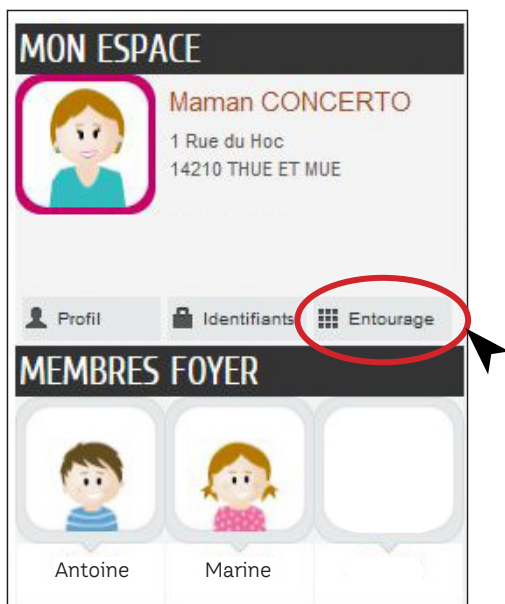 MON ESPACE
Maman CONCERTO
1 Rue du Hoc
14210 THUE ET MUE
Profil Identifiants Entourage
MEMBRES FOYER
Antoine Marine